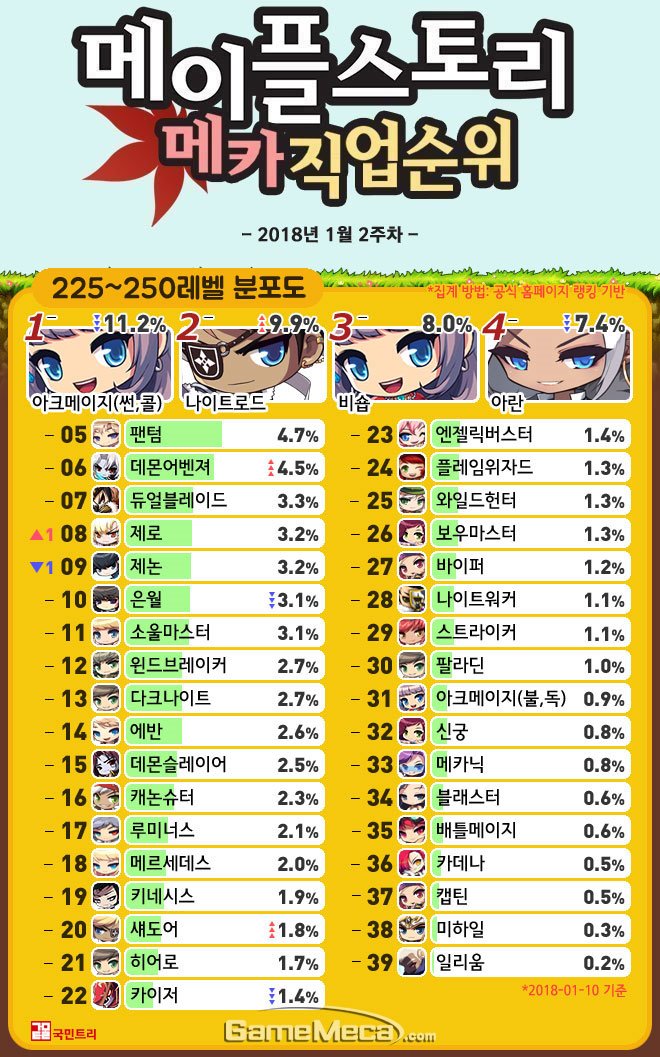 메이플스토리
메카 직업순위
- 2018년 1월 2주차 -
225~250레벨 분포도
*집계 방법: 공식 홈페이지 랭킹 기반
1 - 11.2%
아크메이지(썬,콜)
2 - 9.9%
나이트로드
3 - 8.0%
비숍
4 - 7.4%
아란
- 05 팬텀 4.7%
- 06 데몬어벤져 4.5%
- 07 듀얼블레이드 3.3%
▲1 08 제로 3.2%
▼1 09 제논 3.2%
- 10 은월 3.1%
- 11 소울마스터 3.1%
- 12 윈드브레이커 2.7%
- 13 다크나이트 2.7%
- 14 에반 2.6%
- 15 데몬슬레이어 2.5%
- 16 캐논슈터 2.3%
- 17 루미너스 2.1%
- 18 메르세데스 2.0%
- 19 키네시스 1.9%
- 20 섀도어 1.8%
- 21 히어로 1.7%
- 22 카이저 1.4%
- 23 엔젤릭버스터 1.4%
- 24 플레임위자드 1.3%
- 25 와일드헌터 1.3%
- 26 보우마스터 1.3%
- 27 바이퍼 1.2%
- 28 나이트워커 1.1%
- 29 스트라이커 1.1%
- 30 팔라딘 1.0%
- 31 아크메이지(불,독) 0.9%
- 32 신궁 0.8%
- 33 메카닉 0.8%
- 34 블래스터 0.6%
- 35 배틀메이지 0.6%
- 36 카데나 0.5%
- 37 캡틴 0.5%
- 38 미하일 0.3%
- 39 일리움 0.2%
*2018-01-10 기준
국민트리
GameMeca.com